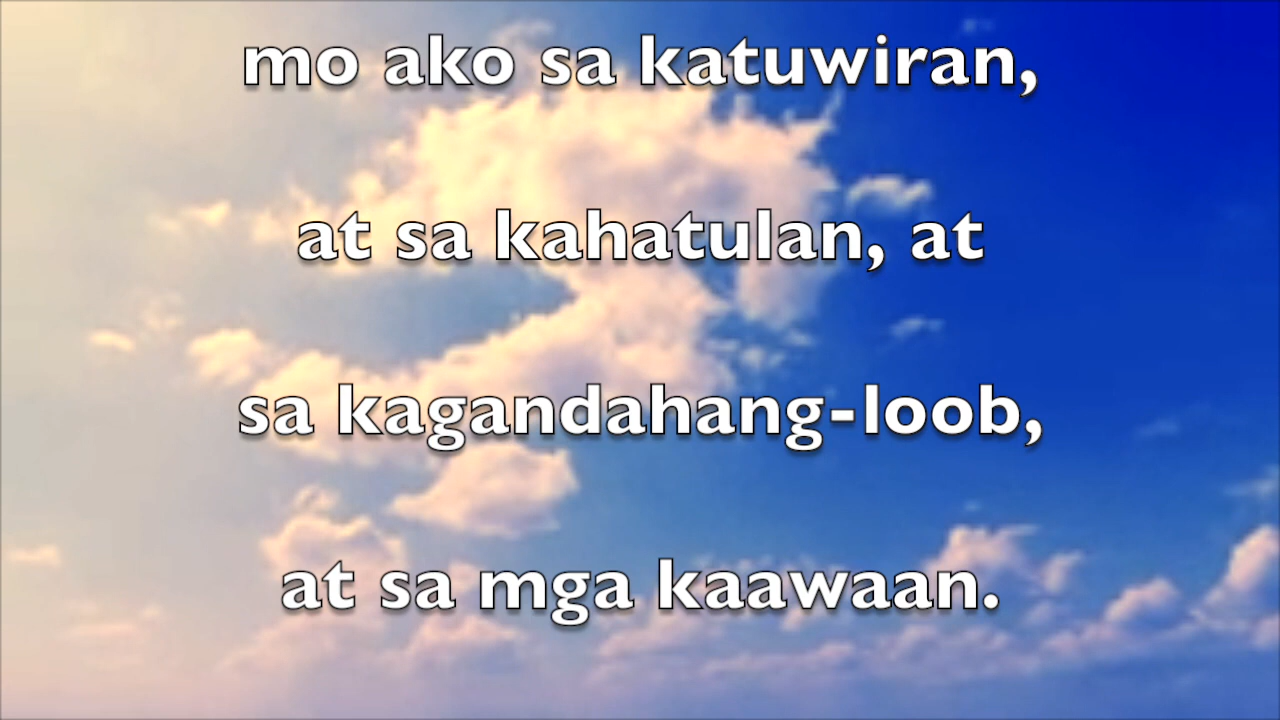 mo ako sa katuwiran,
at sa kahatulan, at
sa kagandahang-loob,
at sa mga kaawaan.